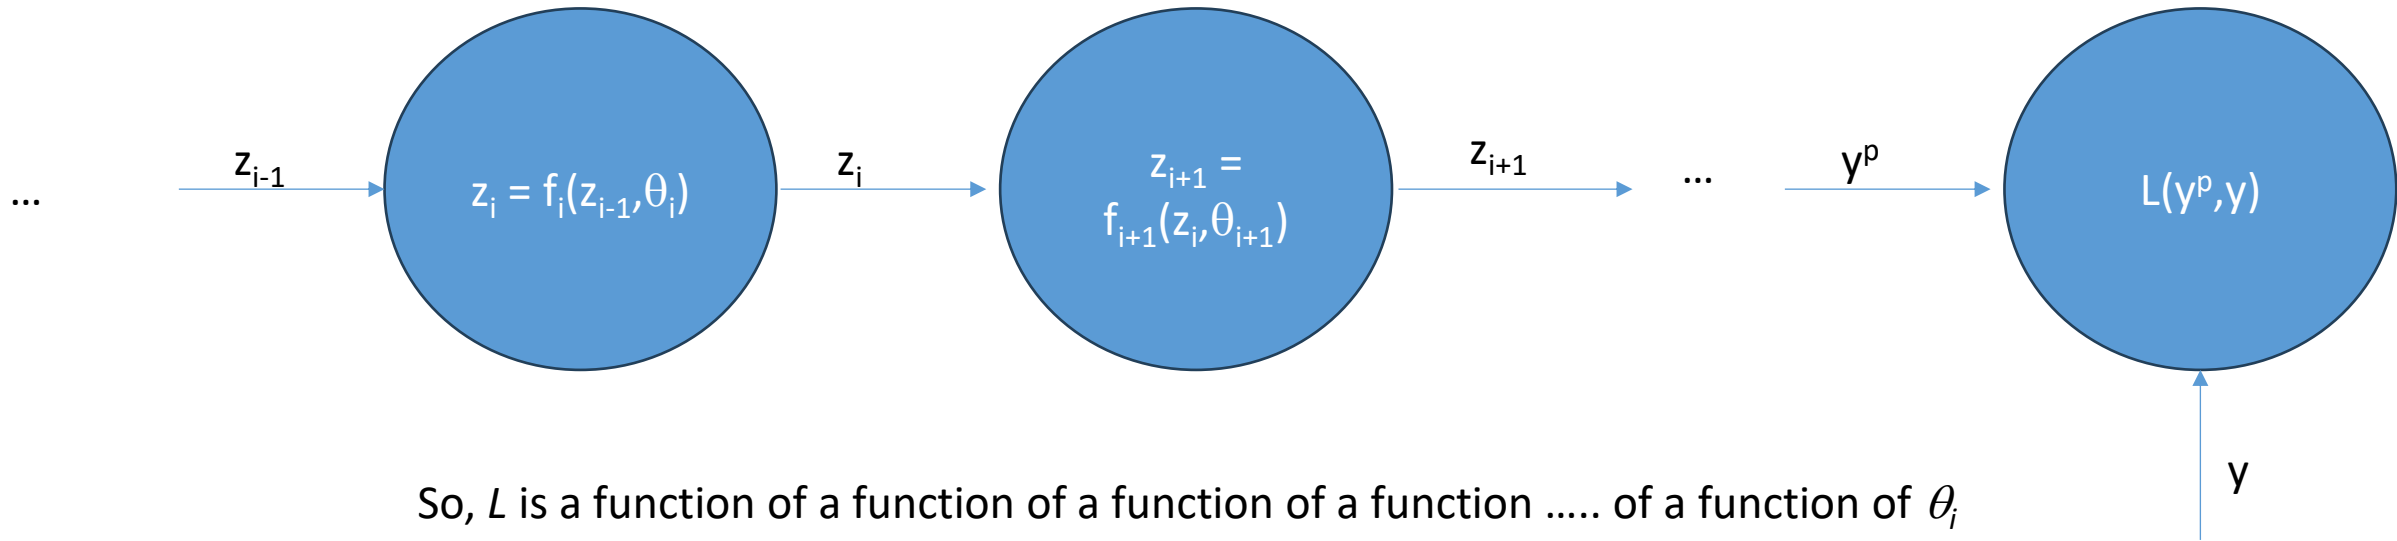 ...
z_{i-1}
z_i = f_i(z_{i-1},θ_i)
z_i
z_{i+1} =
f_{i+1}(z_i,θ_{i+1})
z_{i+1}
...
y^p
L(y^p,y)
y
So, L is a function of a function of a function of a function ….. of a function of θ_i